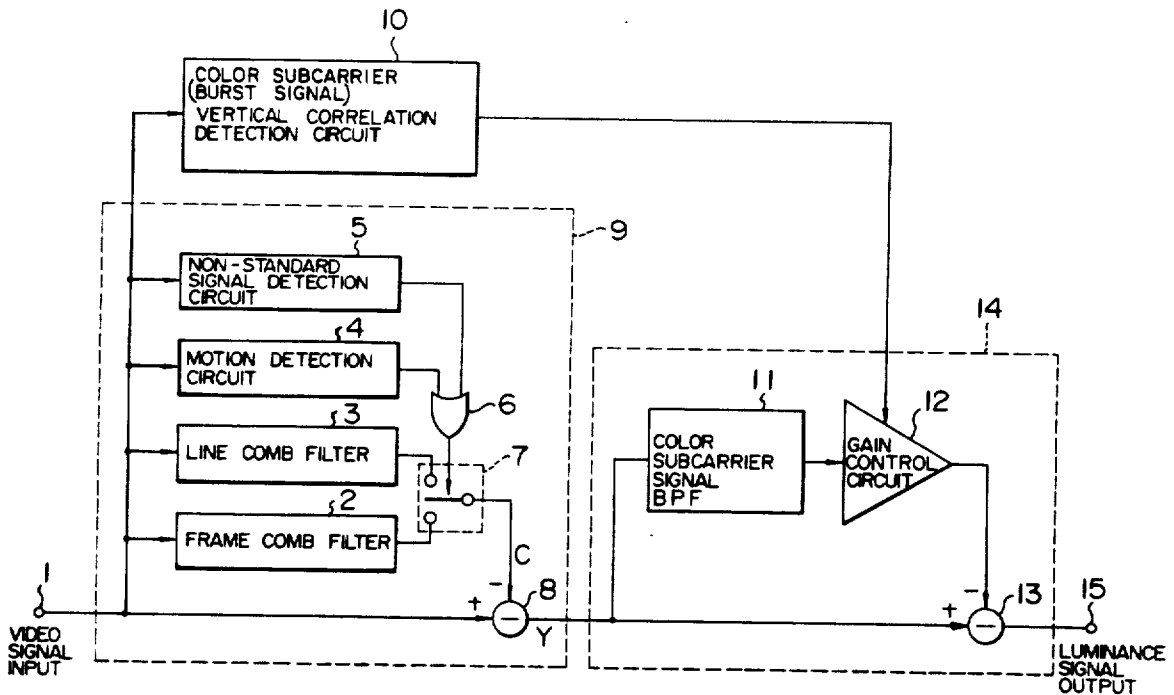 10
COLOR SUBCARRIER
(BURST SIGNAL)
VERTICAL CORRELATION
DETECTION CIRCUIT
9
5
NON-STANDARD
SIGNAL DETECTION
CIRCUIT
4
MOTION DETECTION
CIRCUIT
6
3
LINE COMB FILTER
7
2
FRAME COMB FILTER
C
14
11
COLOR
SUBCARRIER
SIGNAL
BPF
12
GAIN
CONTROL
CIRCUIT
1
VIDEO
SIGNAL
INPUT
+
-
-
8
Y
+
-
-
13
15
LUMINANCE
SIGNAL
OUTPUT